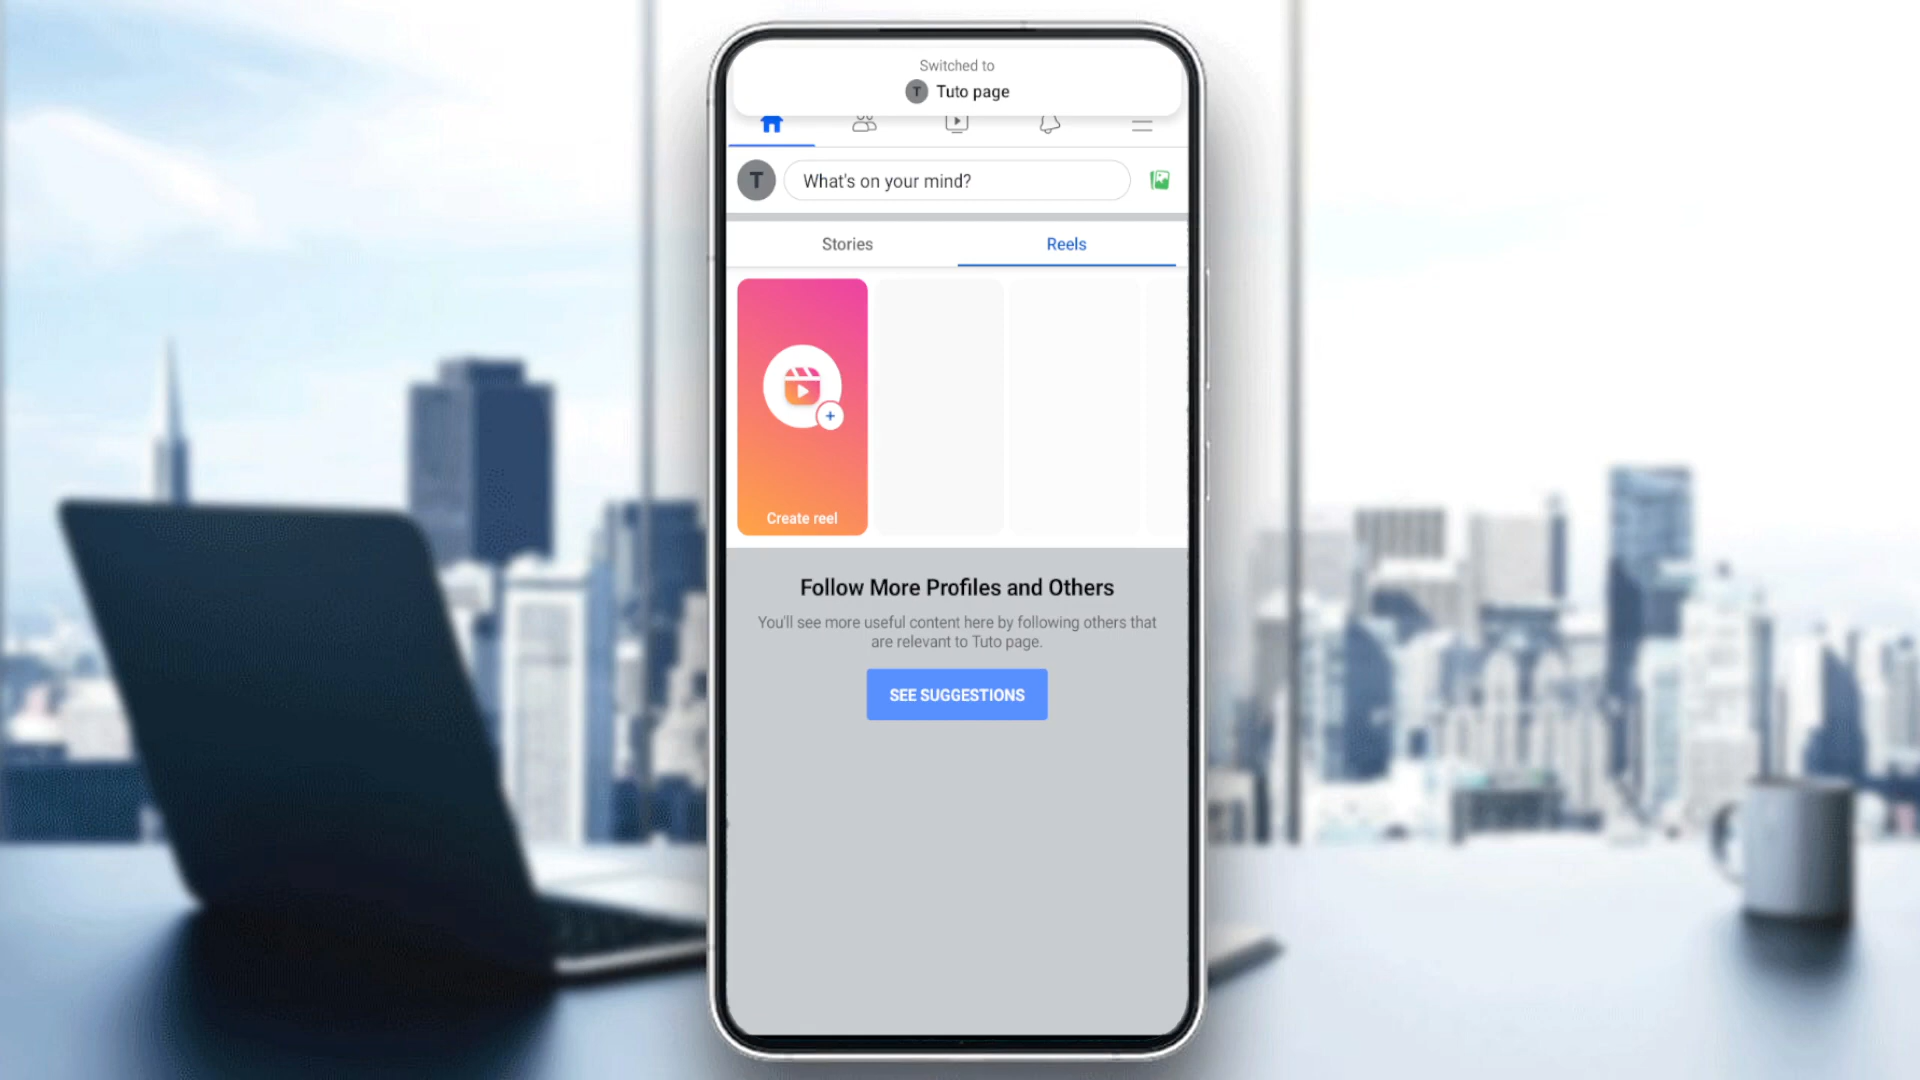 Switched to
T Tuto page
T What's on your mind?
Stories Reels
Create reel
Follow More Profiles and Others
You'll see more useful content here by following others that
are relevant to Tuto page.
SEE SUGGESTIONS